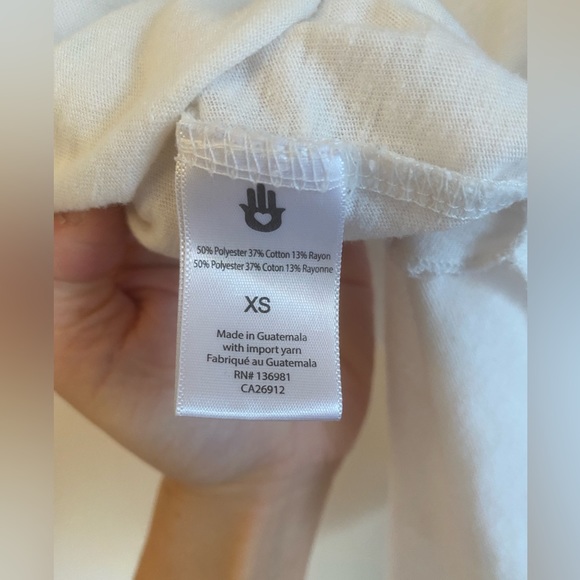 50% Polyester 37% Cotton 13% Rayon
50% Polyester 37% Coton 13% Rayonne
XS
Made in Guatemala
with import yarn
Fabriqué au Guatemala
RN# 136981
CA26912